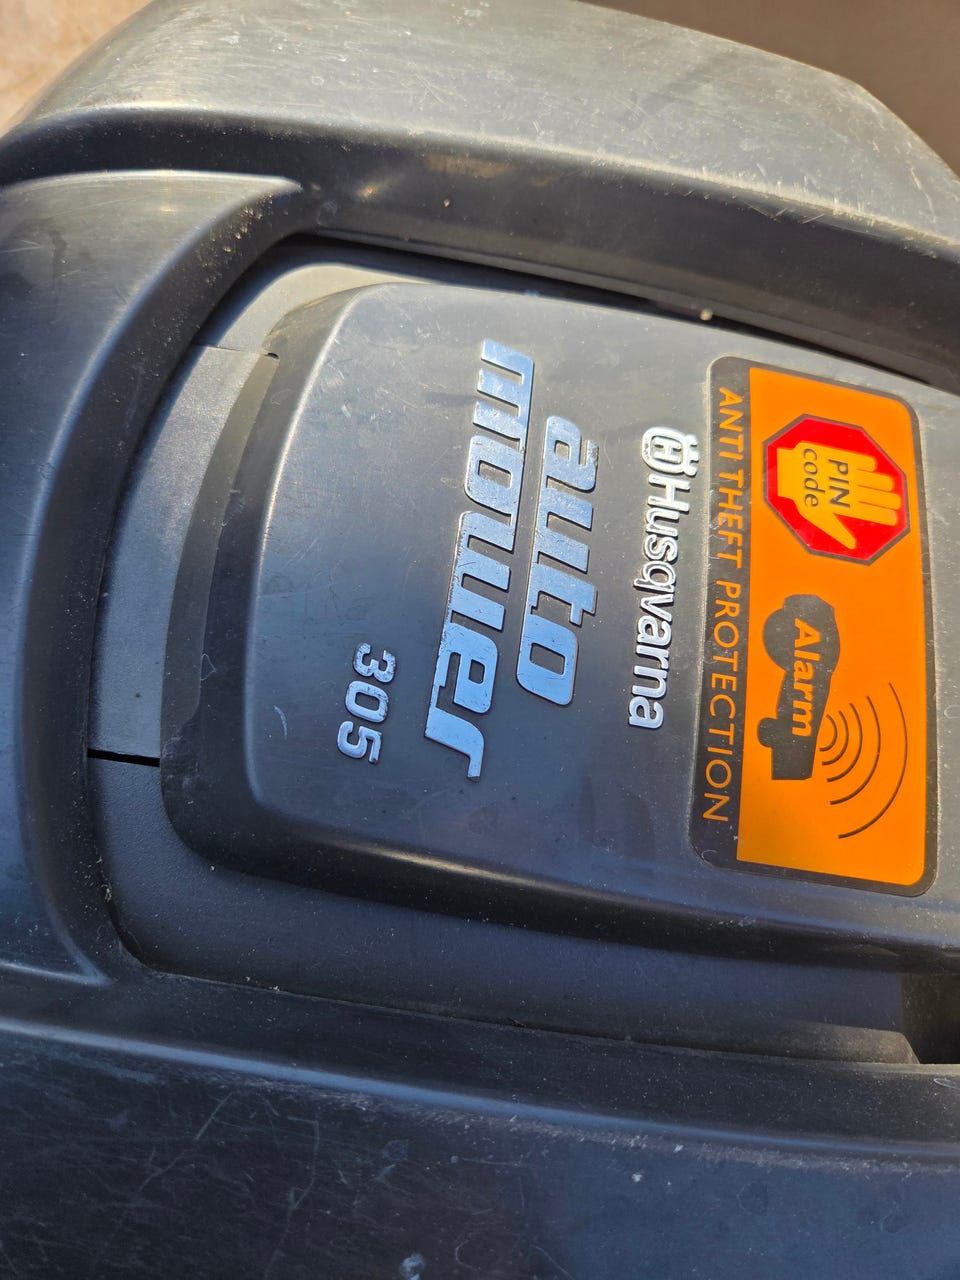 ANTI THEFT PROTECTION
PIN
code
Alarm
Husqvarna
auto
mower
305